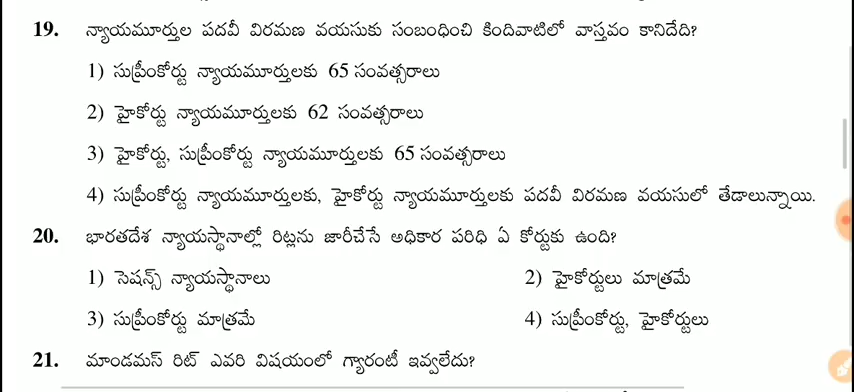 19. న్యాయమూర్తుల పదవీ విరమణ వయసుకు సంబంధించి కిందివాటిలో వాస్తవం కానిదేది?
1) సుప్రీంకోర్టు న్యాయమూర్తులకు 65 సంవత్సరాలు
2) హైకోర్టు న్యాయమూర్తులకు 62 సంవత్సరాలు
3) హైకోర్టు, సుప్రీంకోర్టు న్యాయమూర్తులకు 65 సంవత్సరాలు
4) సుప్రీంకోర్టు న్యాయమూర్తులకు, హైకోర్టు న్యాయమూర్తులకు పదవీ విరమణ వయసులో తేడాలున్నాయి.
20. భారతదేశ న్యాయస్థానాల్లో రిట్లను జారీచేసే అధికార పరిధి ఏ కోర్టుకు ఉంది?
1) సెషన్స్ న్యాయస్థానాలు 2) హైకోర్టులు మాత్రమే
3) సుప్రీంకోర్టు మాత్రమే 4) సుప్రీంకోర్టు, హైకోర్టులు
21. మాండమస్ రిట్ ఎవరి విషయంలో గ్యారంటీ ఇవ్వలేదు?